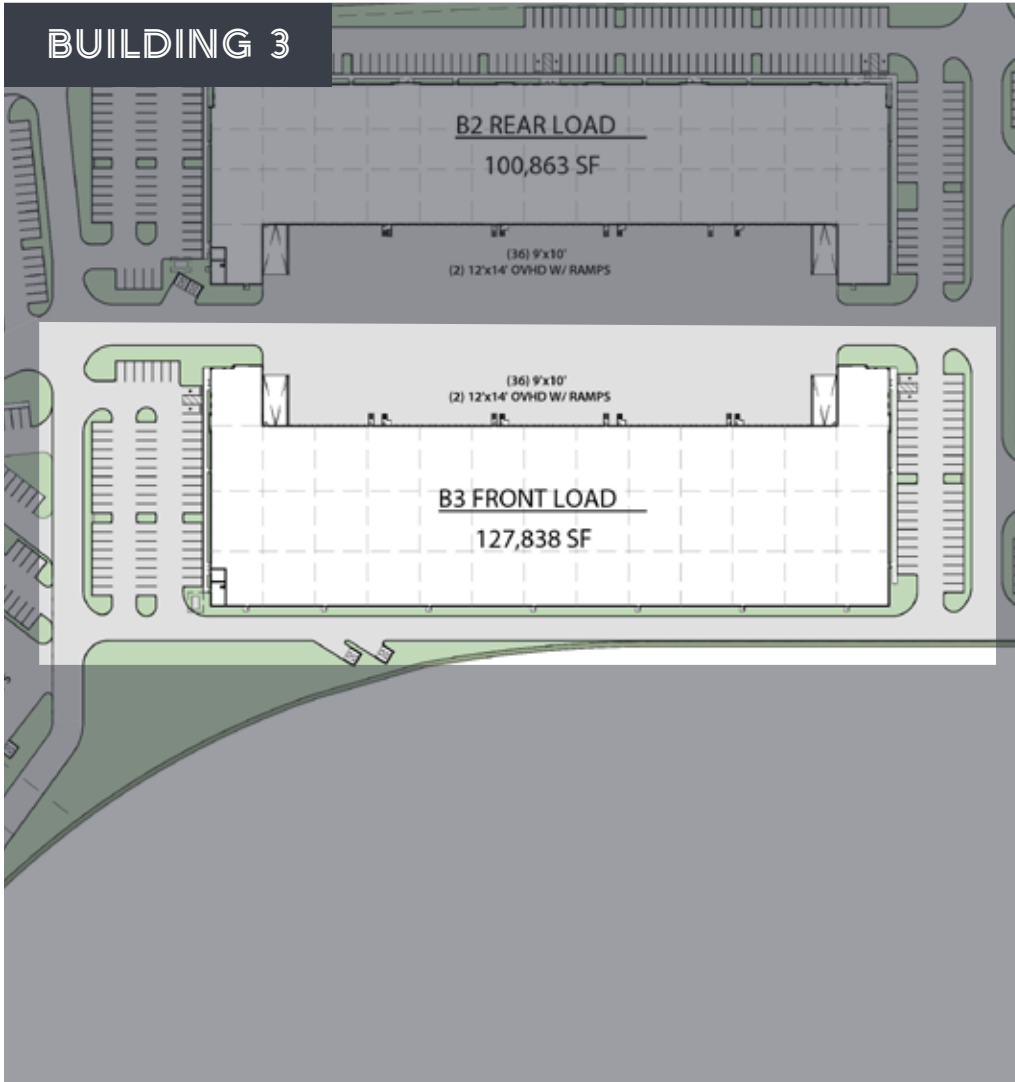 BUILDING 3
B2 REAR LOAD
100,863 SF
(36) 9'x10'
(2) 12'x14' OVHD W/ RAMPS
(36) 9'x10'
(2) 12'x14' OVHD W/ RAMPS
B3 FRONT LOAD
127,838 SF